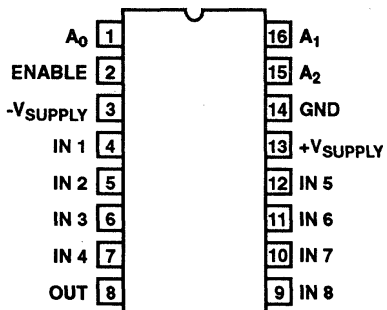 A0 1 16 A1
ENABLE 2 15 A2
-VSUPPLY 3 14 GND
IN 1 4 13 +VSUPPLY
IN 2 5 12 IN 5
IN 3 6 11 IN 6
IN 4 7 10 IN 7
OUT 8 9 IN 8